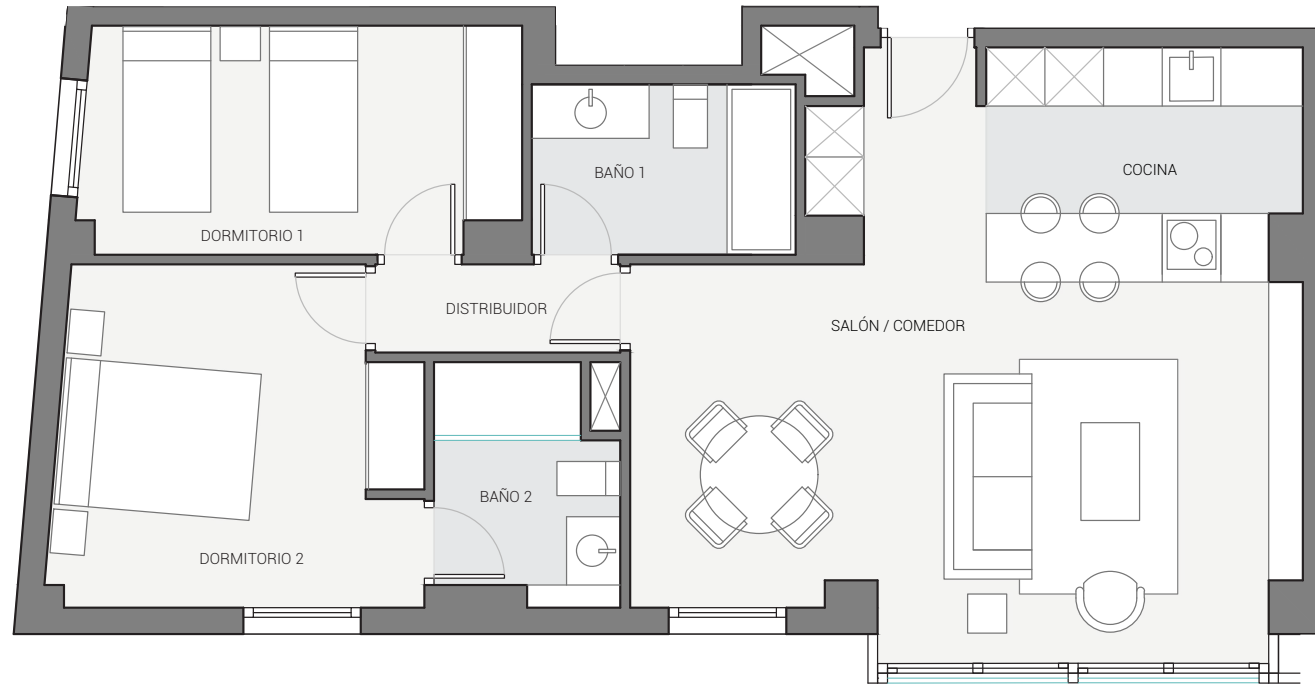 BAÑO 1
COCINA
DORMITORIO 1
DISTRIBUIDOR
SALÓN / COMEDOR
BAÑO 2
DORMITORIO 2